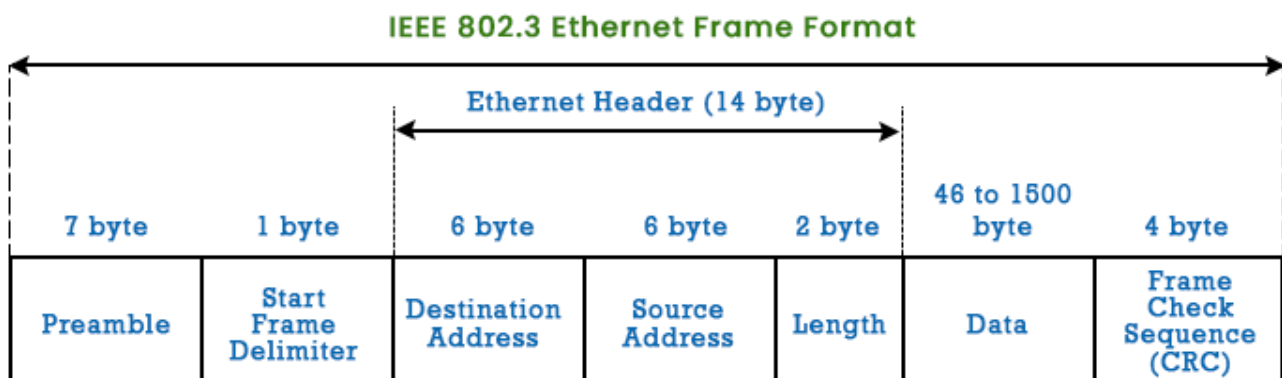 IEEE 802.3 Ethernet Frame Format
Ethernet Header (14 byte)
7 byte
1 byte
6 byte
6 byte
2 byte
46 to 1500
byte
4 byte
Preamble
Start
Frame
Delimiter
Destination
Address
Source
Address
Length
Data
Frame
Check
Sequence
(CRC)